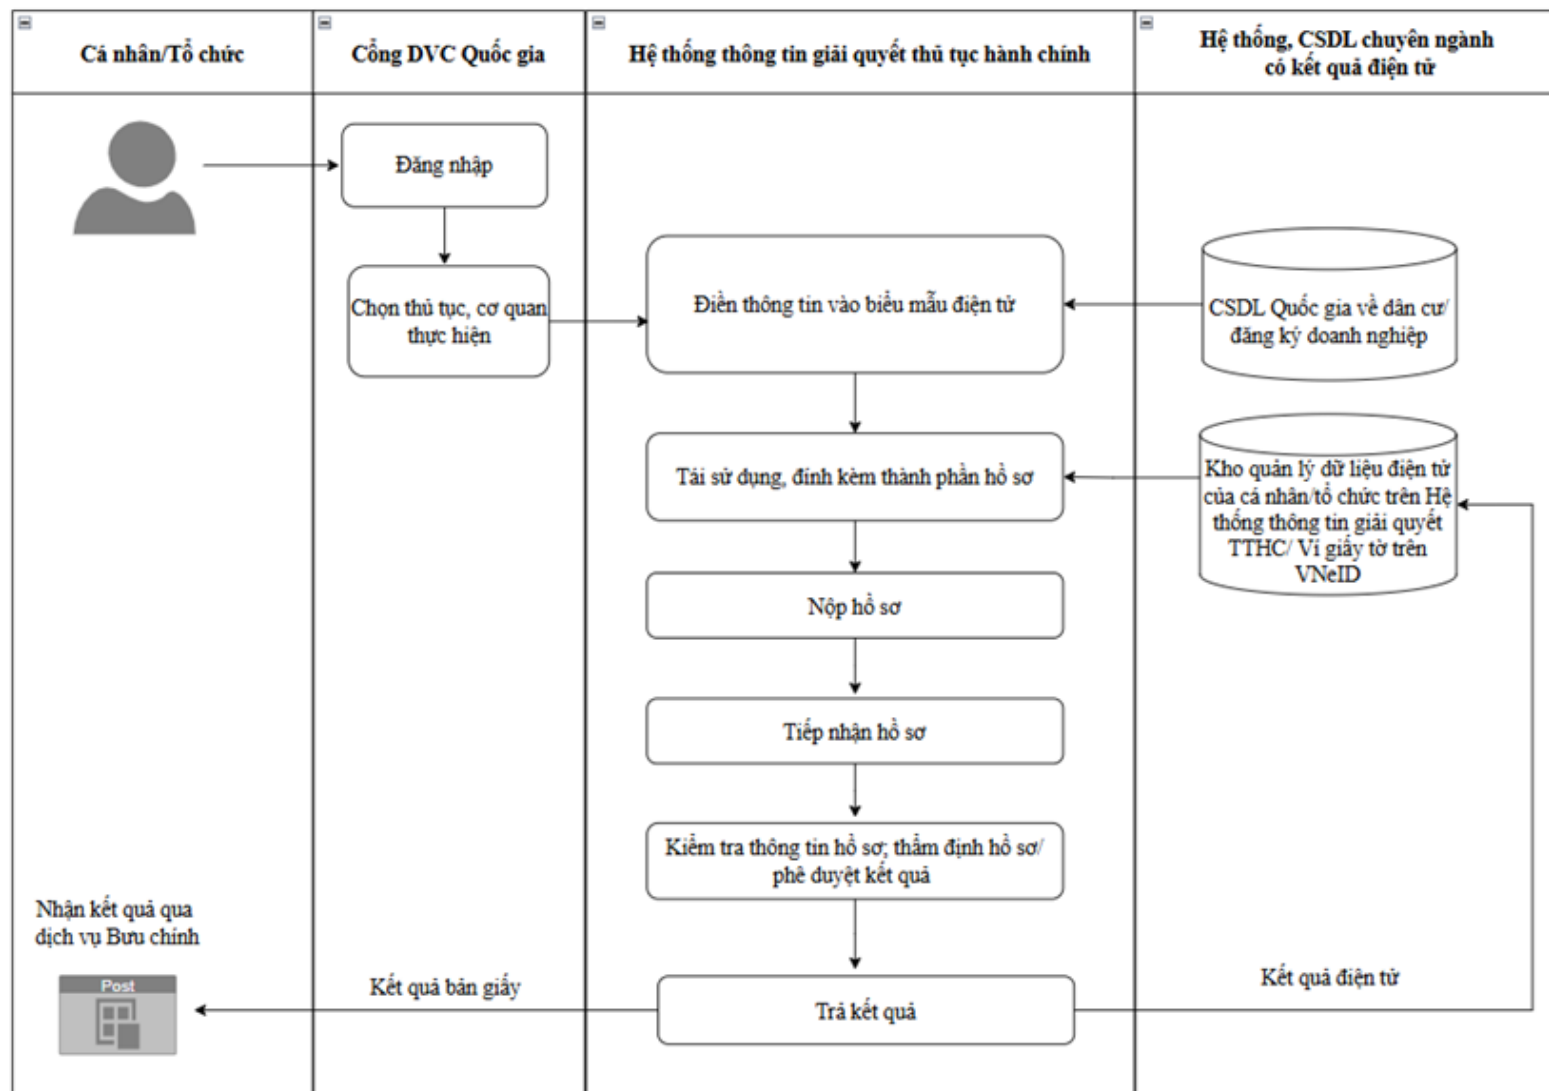 Cá nhân/Tổ chức
Cổng DVC Quốc gia
Hệ thống thông tin giải quyết thủ tục hành chính
Hệ thống, CSDL chuyên ngành
có kết quả điện tử
Đăng nhập
Chọn thủ tục, cơ quan
thực hiện
Điền thông tin vào biểu mẫu điện tử
CSDL Quốc gia về dân cư/
đăng ký doanh nghiệp
Tái sử dụng, đính kèm thành phần hồ sơ
Kho quản lý dữ liệu điện tử
của cá nhân/tổ chức trên Hệ
thống thông tin giải quyết
TTHC/ Ví giấy tờ trên
VNeID
Nộp hồ sơ
Tiếp nhận hồ sơ
Kiểm tra thông tin hồ sơ; thẩm định hồ sơ/
phê duyệt kết quả
Nhận kết quả qua
dịch vụ Bưu chính
Post
Kết quả bản giấy
Trả kết quả
Kết quả điện tử